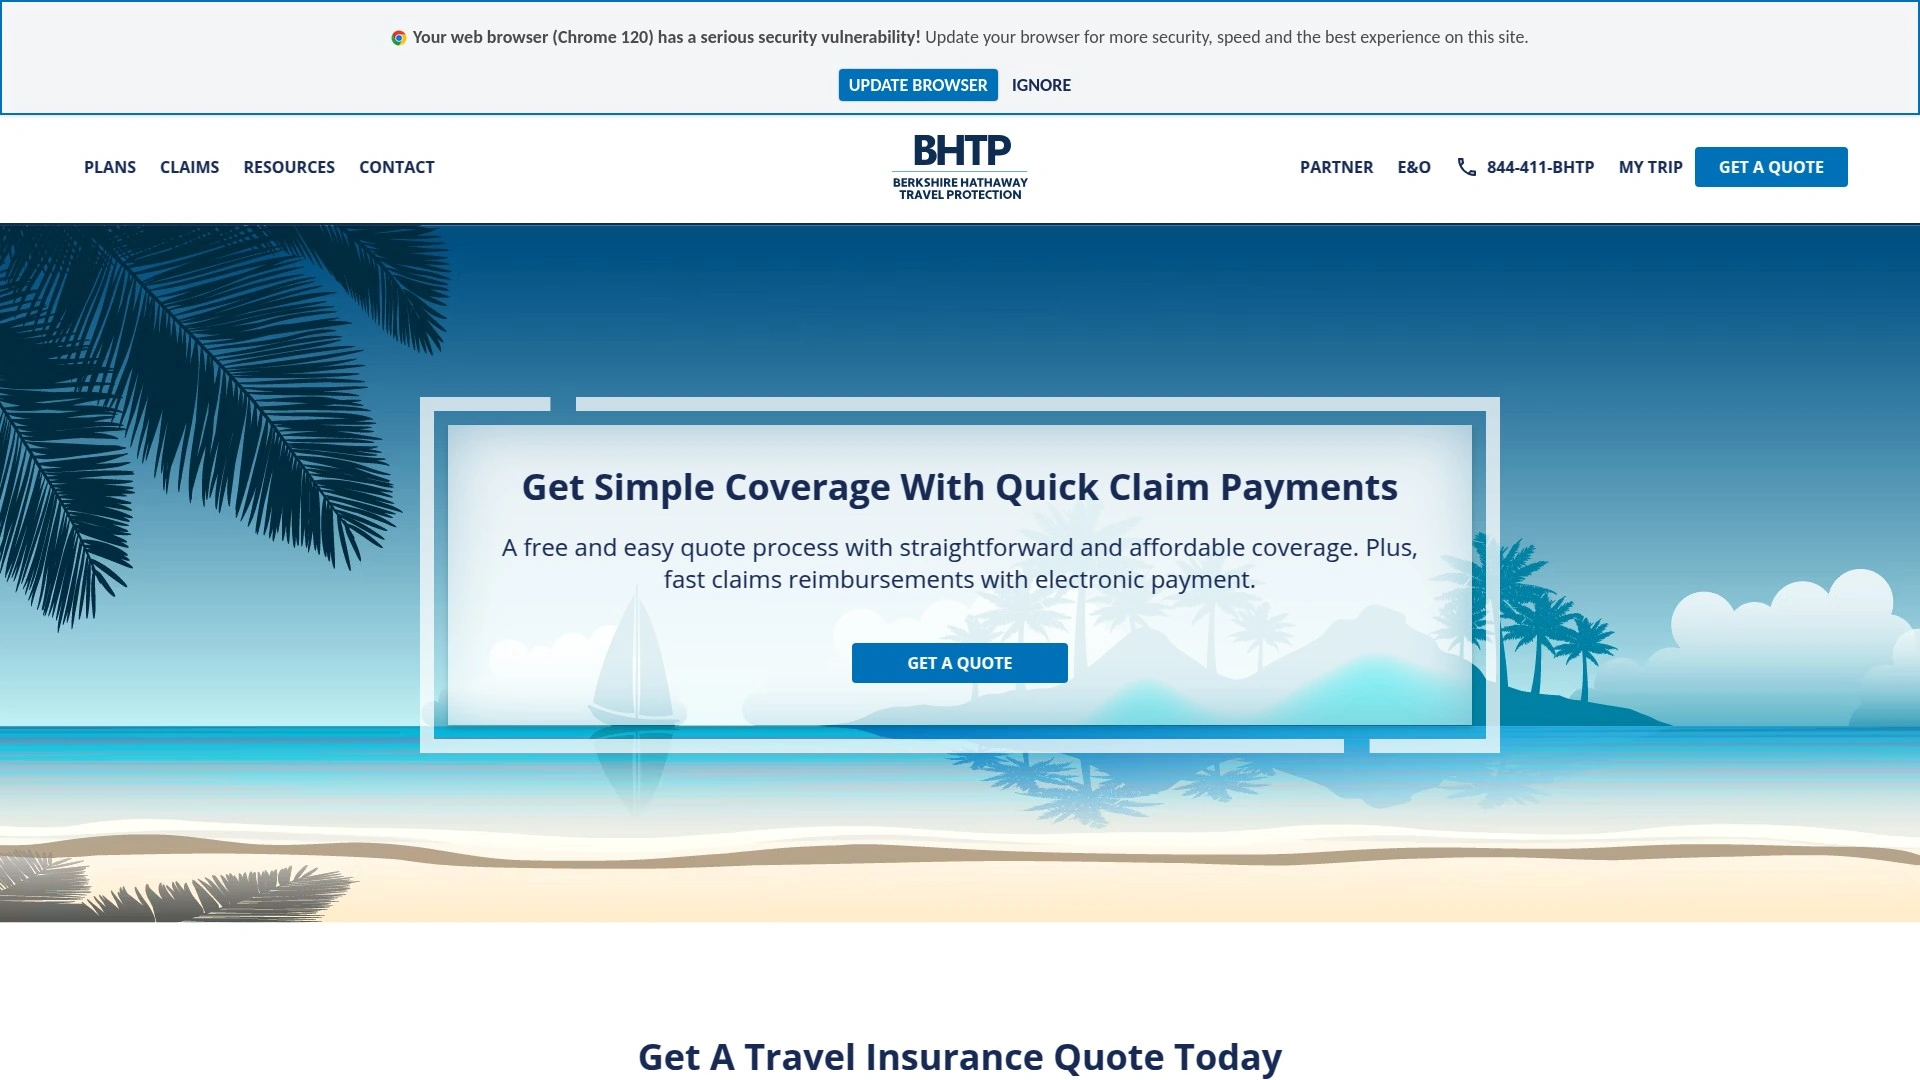 Your web browser (Chrome 120) has a serious security vulnerability! Update your browser for more security, speed and the best experience on this site.
UPDATE BROWSER IGNORE
PLANS CLAIMS RESOURCES CONTACT
BHTP
BERKSHIRE HATHAWAY
TRAVEL PROTECTION
PARTNER E&O 844-411-BHTP MY TRIP GET A QUOTE
Get Simple Coverage With Quick Claim Payments
A free and easy quote process with straightforward and affordable coverage. Plus,
fast claims reimbursements with electronic payment.
GET A QUOTE
Get A Travel Insurance Quote Today